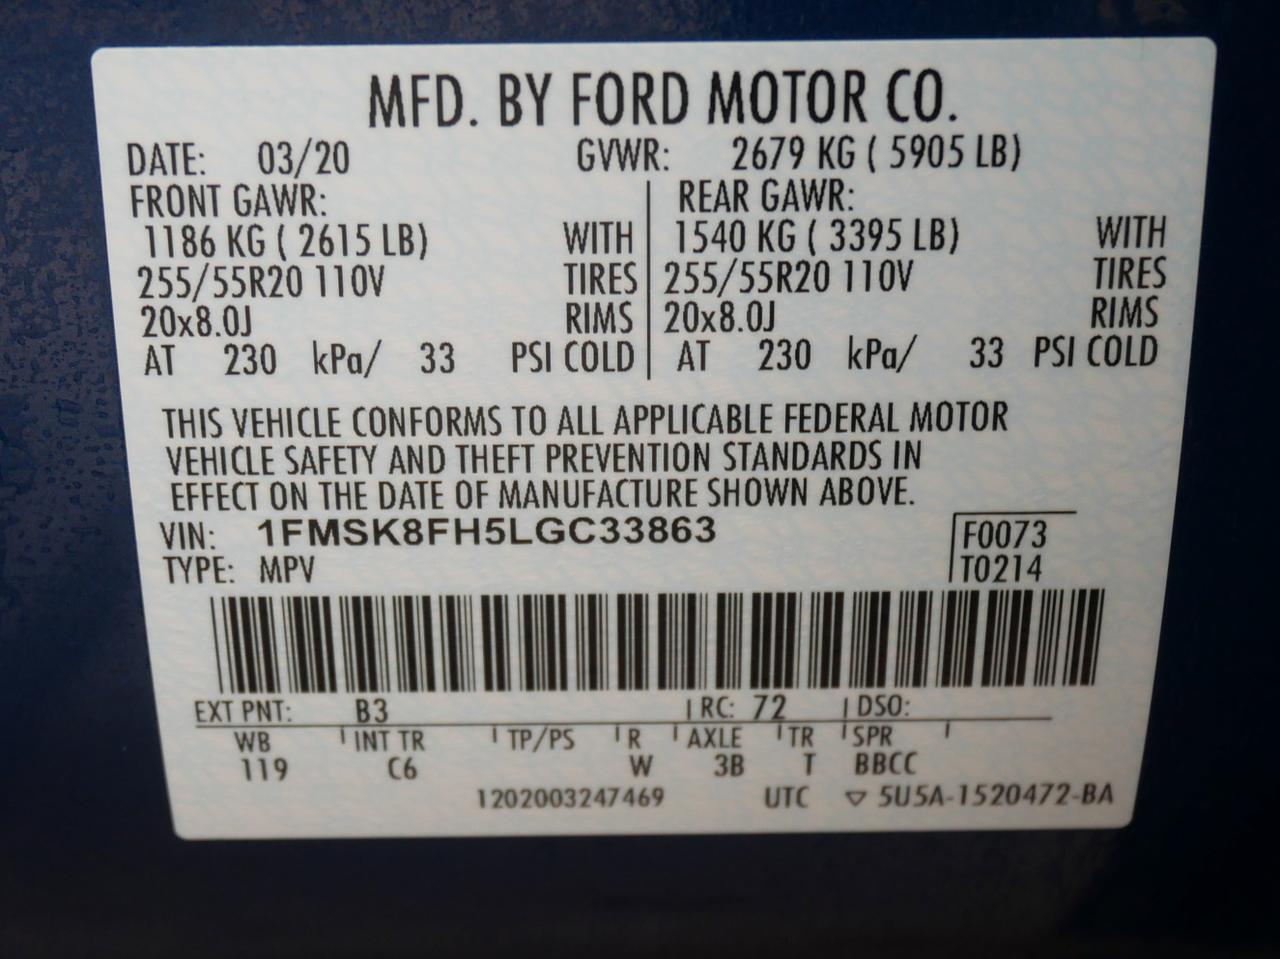 MFD. BY FORD MOTOR CO.
DATE: 03/20 GVWR: 2679 KG ( 5905 LB)
FRONT GAWR: REAR GAWR:
1186 KG ( 2615 LB) WITH 1540 KG ( 3395 LB) WITH
255/55R20 110V TIRES 255/55R20 110V TIRES
20x8.0J RIMS 20x8.0J RIMS
AT 230 kPa/ 33 PSI COLD AT 230 kPa/ 33 PSI COLD
THIS VEHICLE CONFORMS TO ALL APPLICABLE FEDERAL MOTOR
VEHICLE SAFETY AND THEFT PREVENTION STANDARDS IN
EFFECT ON THE DATE OF MANUFACTURE SHOWN ABOVE.
VIN: 1FMSK8FH5LGC33863 F0073
TYPE: MPV T0214
EXT PNT: B3 RC: 72 DSO:
WB INT TR TP/PS R AXLE TR SPR
119 C6 W 3B T BBCC
1202003247469 UTC ▽ 5U5A-1520472-BA